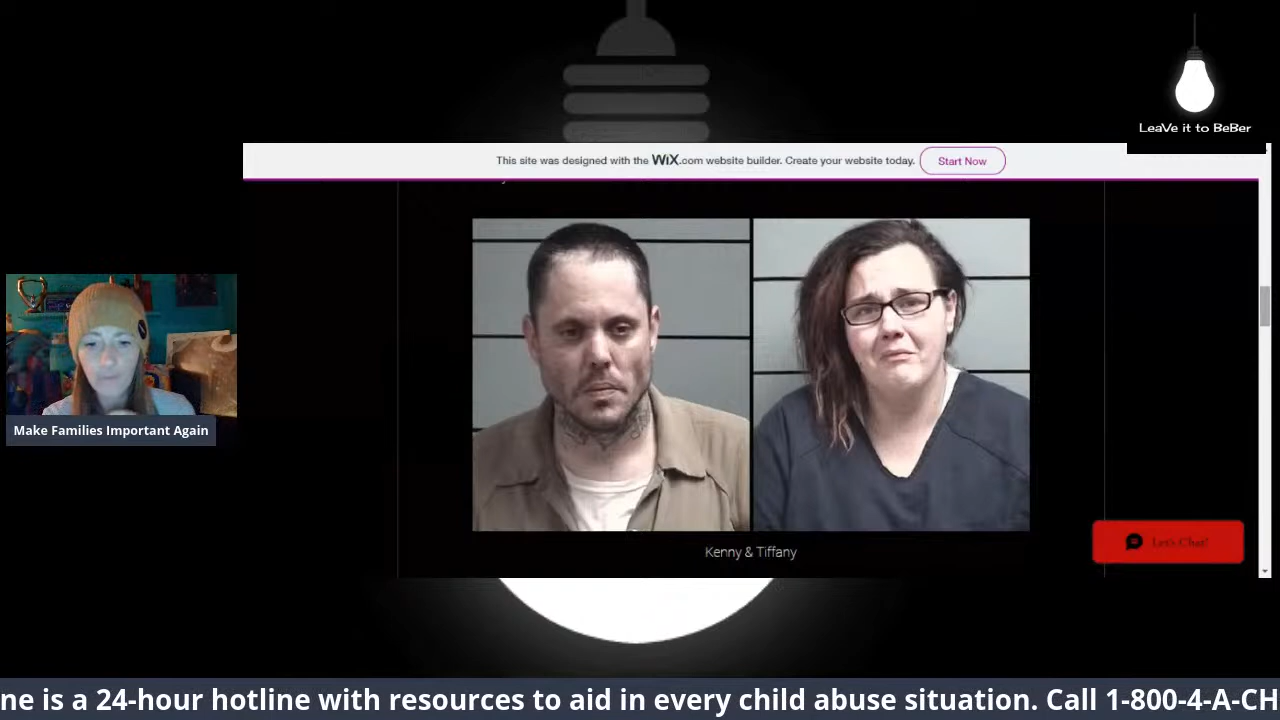 LeaVe it to BeBer
This site was designed with the WiX.com website builder. Create your website today. Start Now
Make Families Important Again
Kenny & Tiffany
Let's Chat!
ne is a 24-hour hotline with resources to aid in every child abuse situation. Call 1-800-4-A-CH